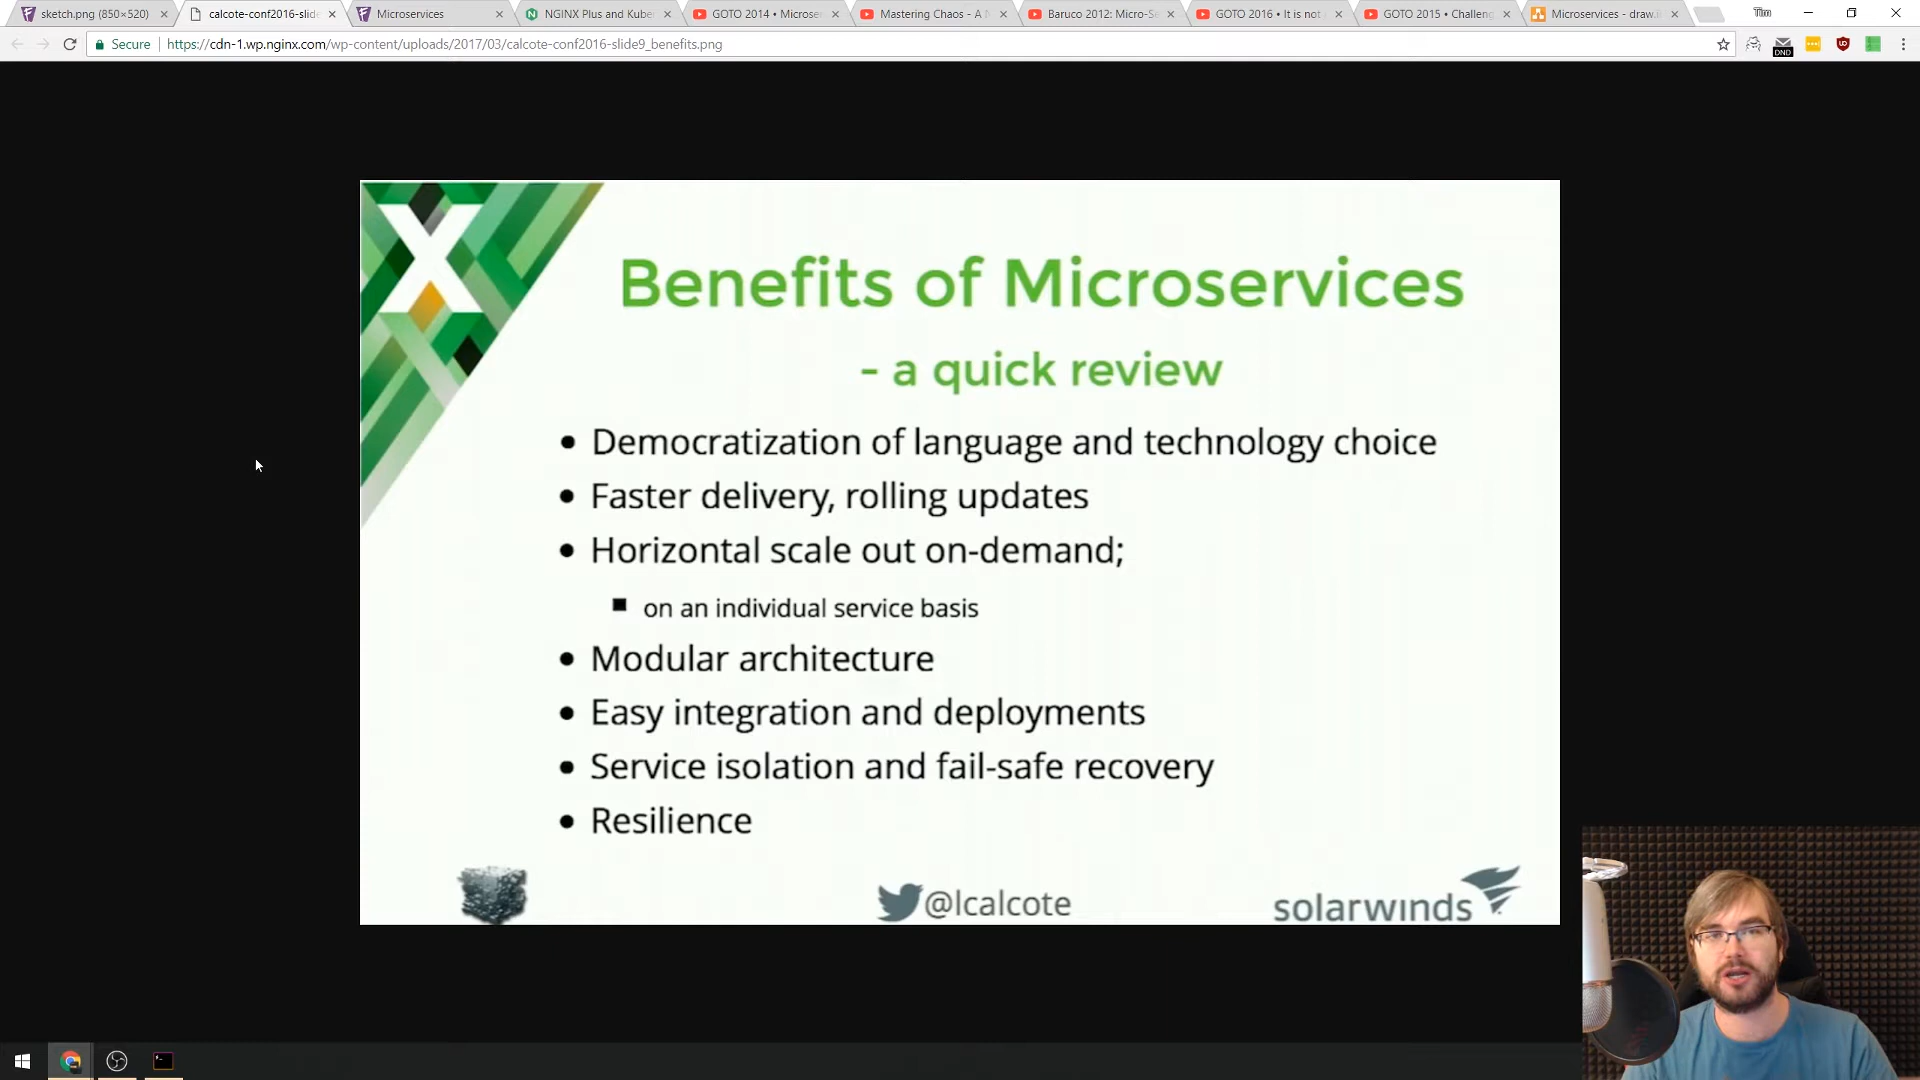 sketch.png (850×520)
calcote-conf2016-slid
Microservices
NGINX Plus and Kube
GOTO 2014 • Microse
Mastering Chaos - A N
Baruco 2012: Micro-Se
GOTO 2016 • It is not
GOTO 2015 • Challeng
Microservices - draw.i
Tim
Secure
https://cdn-1.wp.nginx.com/wp-content/uploads/2017/03/calcote-conf2016-slide9_benefits.png
DND
Benefits of Microservices
- a quick review
• Democratization of language and technology choice
• Faster delivery, rolling updates
• Horizontal scale out on-demand;
▪ on an individual service basis
• Modular architecture
• Easy integration and deployments
• Service isolation and fail-safe recovery
• Resilience
@lcalcote
solarwinds